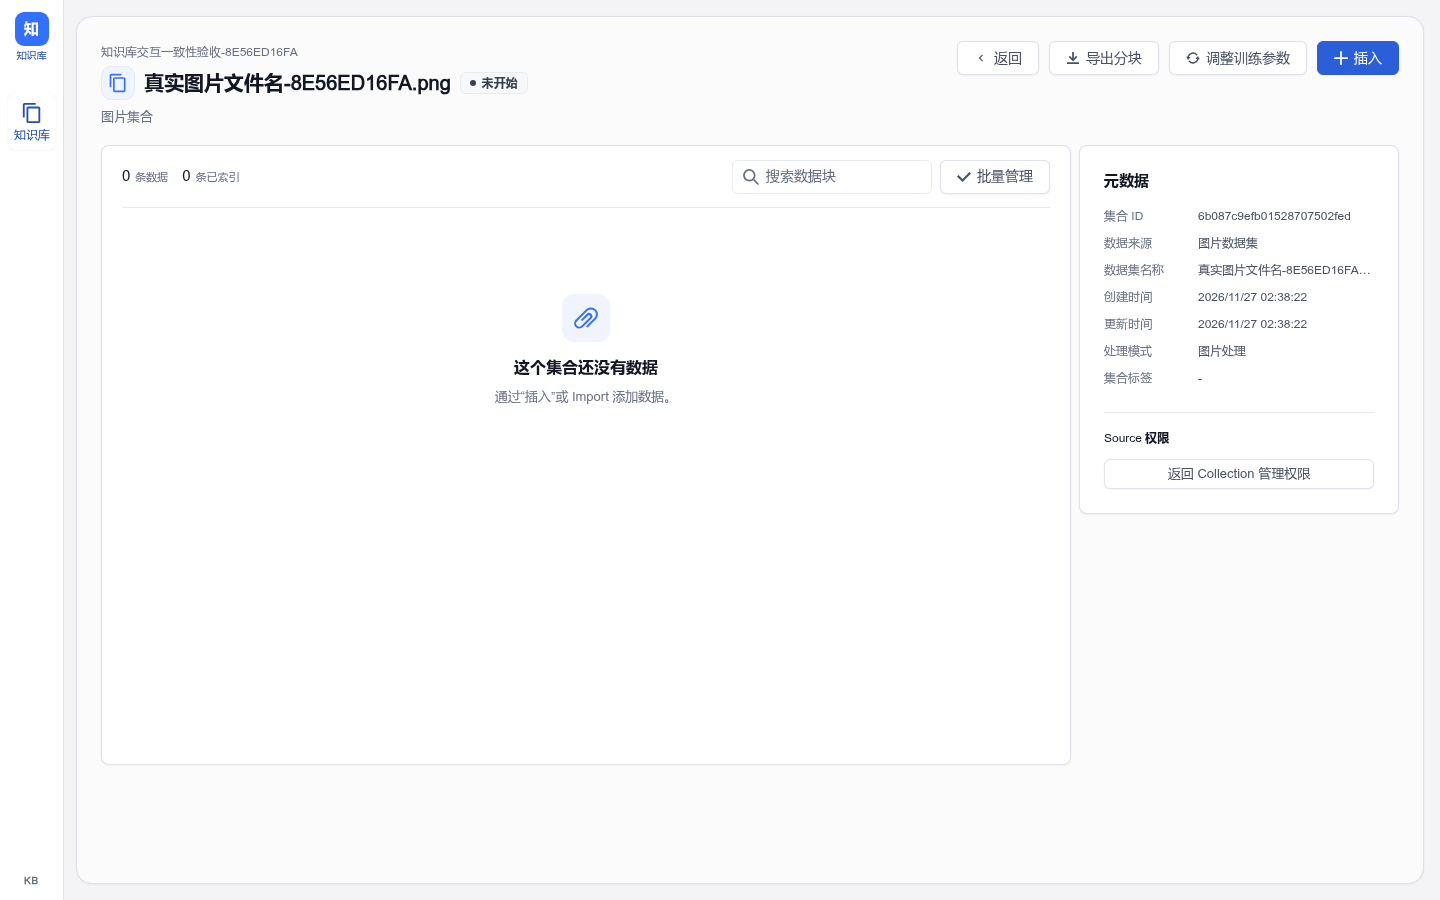 知
知识库
知识库
KB
知识库交互一致性验收-8E56ED16FA
真实图片文件名-8E56ED16FA.png
未开始
图片集合
返回
导出分块
调整训练参数
插入
0 条数据 0 条已索引
搜索数据块
批量管理
这个集合还没有数据
通过“插入”或 Import 添加数据。
元数据
集合 ID 6b087c9efb01528707502fed
数据来源 图片数据集
数据集名称 真实图片文件名-8E56ED16FA...
创建时间 2026/11/27 02:38:22
更新时间 2026/11/27 02:38:22
处理模式 图片处理
集合标签 -
Source 权限
返回 Collection 管理权限